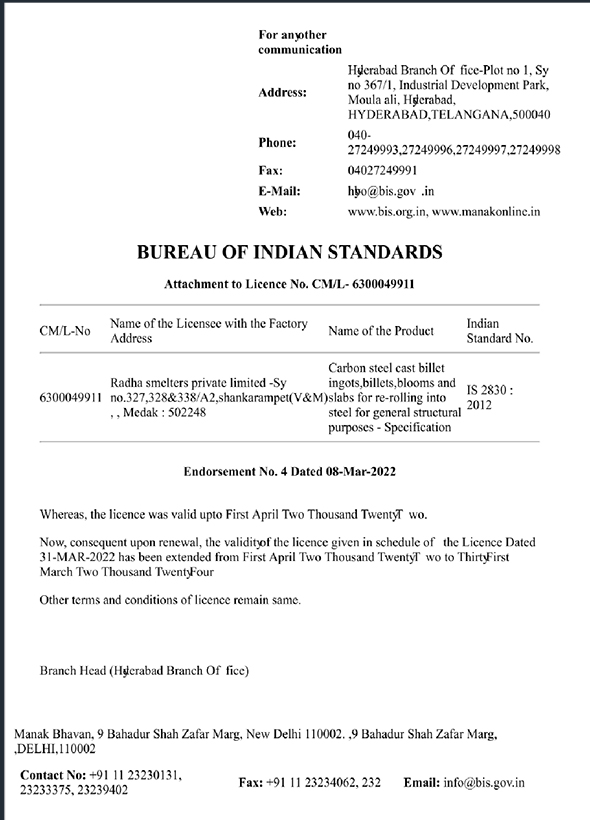 For anyother
communication
Address:
Hyderabad Branch Of fice-Plot no 1, Sy
no 367/1, Industrial Development Park,
Moula ali, Hyderabad,
HYDERABAD,TELANGANA,500040
Phone:
040-
27249993,27249996,27249997,27249998
Fax: 04027249991
E-Mail: hbo@bis.gov .in
Web: www.bis.org.in, www.manakonline.in
BUREAU OF INDIAN STANDARDS
Attachment to Licence No. CM/L- 6300049911
CM/L-No
Name of the Licensee with the Factory
Address
Name of the Product
Indian
Standard No.
6300049911
Radha smelters private limited -Sy
no.327,328&338/A2,shankarampet(V&M)
, , Medak : 502248
Carbon steel cast billet
ingots,billets,blooms and
slabs for re-rolling into
steel for general structural
purposes - Specification
IS 2830 :
2012
Endorsement No. 4 Dated 08-Mar-2022
Whereas, the licence was valid upto First April Two Thousand TwentyT wo.
Now, consequent upon renewal, the validityof the licence given in schedule of the Licence Dated
31-MAR-2022 has been extended from First April Two Thousand TwentyT wo to ThirtyFirst
March Two Thousand TwentyFour
Other terms and conditions of licence remain same.
Branch Head (Hyderabad Branch Of fice)
Manak Bhavan, 9 Bahadur Shah Zafar Marg, New Delhi 110002. ,9 Bahadur Shah Zafar Marg,
,DELHI,110002
Contact No: +91 11 23230131,
23233375, 23239402
Fax: +91 11 23234062, 232
Email: info@bis.gov.in